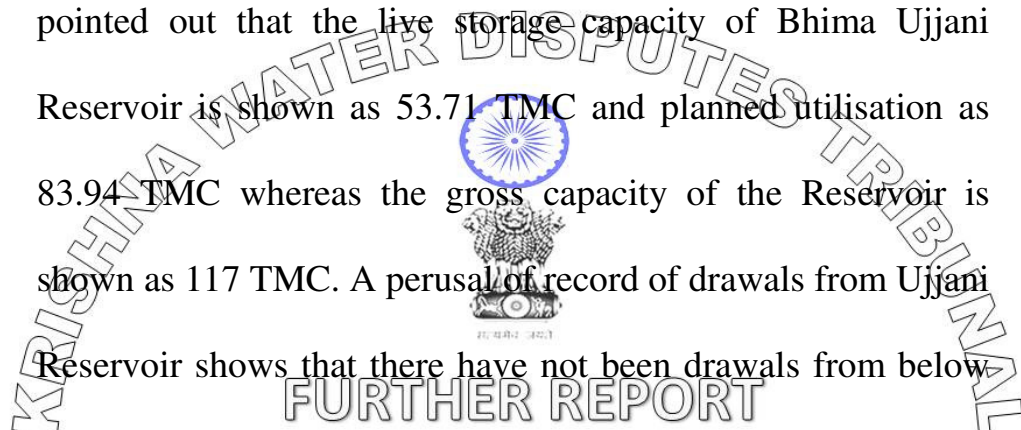 pointed out that the live storage capacity of Bhima Ujjani
Reservoir is shown as 53.71 TMC and planned utilisation as
83.94 TMC whereas the gross capacity of the Reservoir is
shown as 117 TMC. A perusal of record of drawals from Ujjani
Reservoir shows that there have not been drawals from below
KRISHNA WATER DISPUTES TRIBUNAL
सत्यमेव जयते
FURTHER REPORT